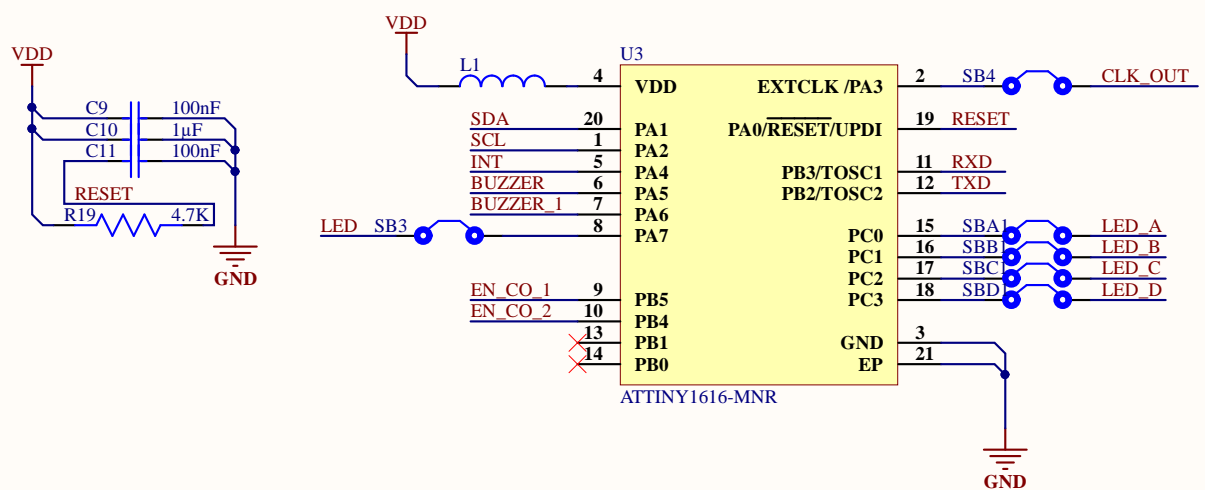 VDD
C9 100nF
C10 1µF
C11 100nF
RESET
R19 4.7K
GND
VDD
L1
U3
4 VDD
20 PA1 SDA
1 PA2 SCL
5 PA4 INT
6 PA5 BUZZER
7 PA6 BUZZER_1
LED SB3 8 PA7
EN_CO_1 9 PB5
EN_CO_2 10 PB4
13 PB1
14 PB0
EXTCLK /PA3 2 SB4 CLK_OUT
PA0/RESET/UPDI 19 RESET
PB3/TOSC1 11 RXD
PB2/TOSC2 12 TXD
PC0 15 SBA1 LED_A
PC1 16 SBB1 LED_B
PC2 17 SBC1 LED_C
PC3 18 SBD1 LED_D
GND 3
EP 21
ATTINY1616-MNR
GND